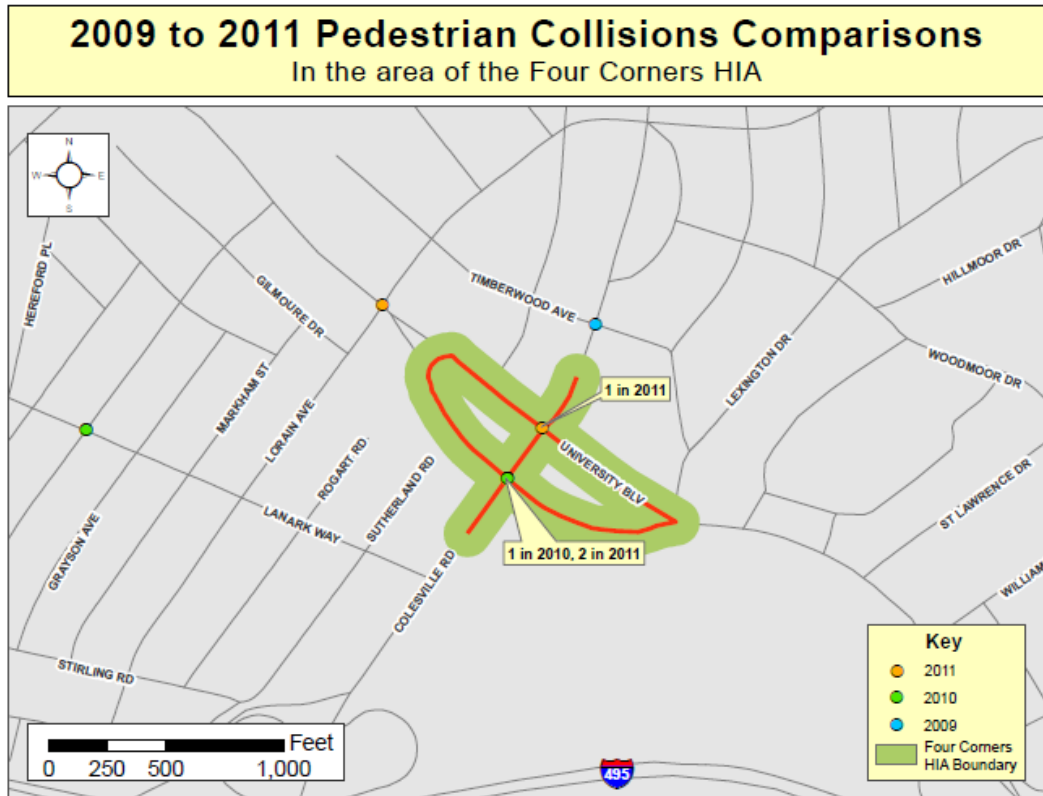 2009 to 2011 Pedestrian Collisions Comparisons
In the area of the Four Corners HIA
N
W
E
S
HEREFORD PL
GILMOURE DR
TIMBERWOOD AVE
HILLMOOR DR
LEXINGTON DR
WOODMOOR DR
MARKHAM ST
LORAIN AVE
1 in 2011
UNIVERSITY BLV
ROGART RD.
SUTHERLAND RD
ST LAWRENCE DR
LANARK WAY
GRAYSON AVE
1 in 2010, 2 in 2011
COLESVILLE RD
WILLIAM
STIRLING RD
Key
2011
2010
2009
Four Corners
HIA Boundary
Feet
0 250 500 1,000
495